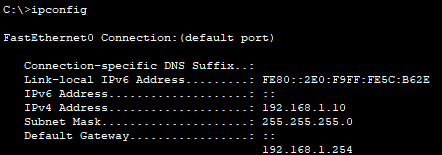 C:\>ipconfig
FastEthernet0 Connection:(default port)
Connection-specific DNS Suffix..:
Link-local IPv6 Address.........: FE80::2E0:F9FF:FE5C:B62E
IPv6 Address....................: ::
IPv4 Address....................: 192.168.1.10
Subnet Mask.....................: 255.255.255.0
Default Gateway.................: ::
192.168.1.254